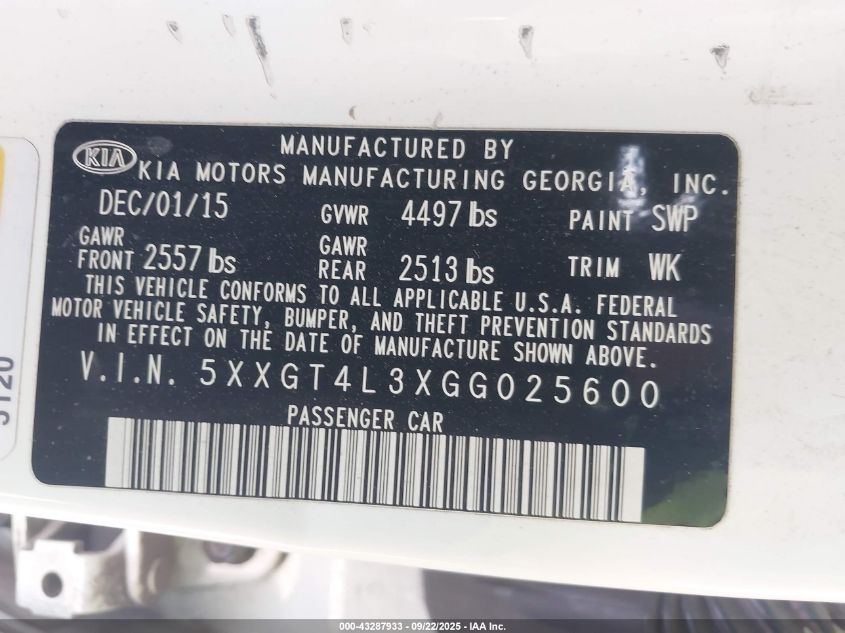 KIA
MANUFACTURED BY
KIA MOTORS MANUFACTURING GEORGIA, INC.
DEC/01/15 GVWR 4497 lbs PAINT SWP
GAWR FRONT 2557 lbs GAWR REAR 2513 lbs TRIM WK
THIS VEHICLE CONFORMS TO ALL APPLICABLE U.S.A. FEDERAL
MOTOR VEHICLE SAFETY, BUMPER, AND THEFT PREVENTION STANDARDS
IN EFFECT ON THE DATE OF MANUFACTURE SHOWN ABOVE.
V.I.N. 5XXGT4L3XGG025600
PASSENGER CAR
000-43287933 - 09/22/2025 - IAA Inc.